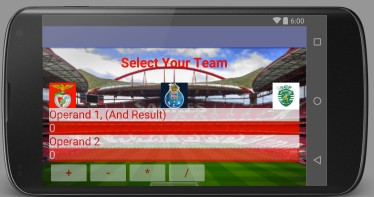 6:00
Select Your Team
Operand 1, (And Result)
0
Operand 2
0
+ - * /